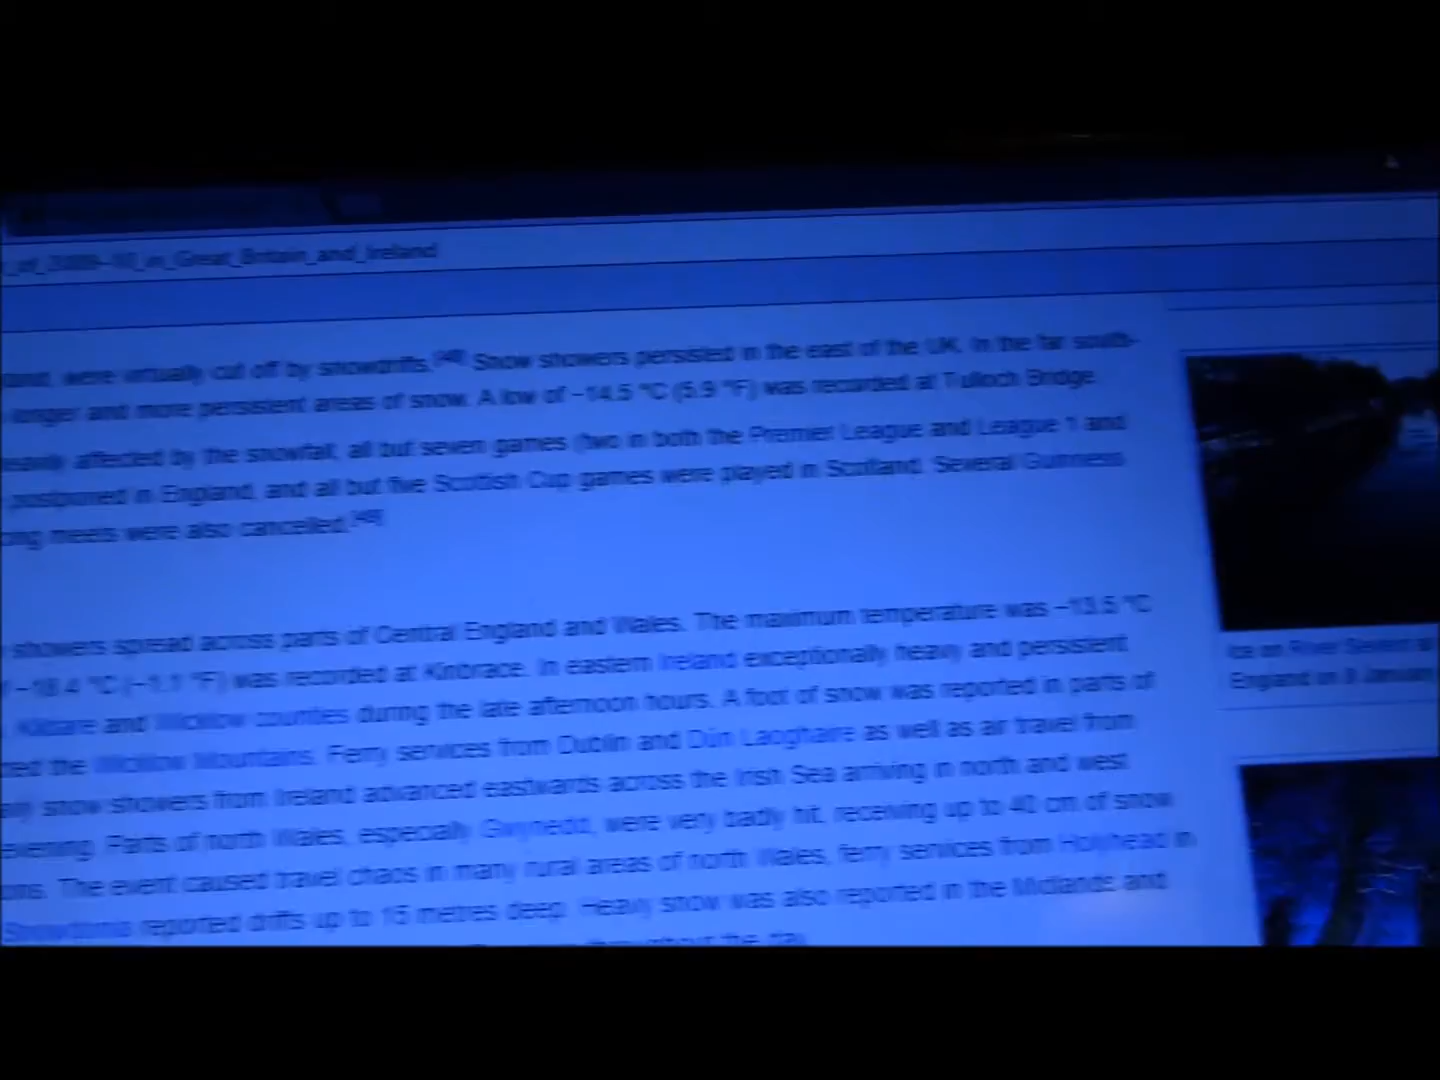 _of_2009–10_in_Great_Britain_and_Ireland
were virtually cut off by snowdrifts.[48] Snow showers persisted in the east of the UK. In the far south-
longer and more persistent areas of snow. A low of −14.5 °C (5.9 °F) was recorded at Tulloch Bridge
affected by the snowfall; all but seven games (two in both the Premier League and League 1 and
postponed in England, and all but five Scottish Cup games were played in Scotland. Several Guinness
meets were also cancelled.[49]
showers spread across parts of Central England and Wales. The maximum temperature was −13.5 °C
−18.4 °C (−1.1 °F) was recorded at Kinbrace. In eastern Ireland exceptionally heavy and persistent
Kildare and Wicklow counties during the late afternoon hours. A foot of snow was reported in parts of
the Wicklow Mountains. Ferry services from Dublin and Dún Laoghaire as well as air travel from
snow showers from Ireland advanced eastwards across the Irish Sea arriving in north and west
evening. Parts of north Wales, especially Gwynedd, were very badly hit, receiving up to 40 cm of snow
The event caused travel chaos in many rural areas of north Wales, ferry services from Holyhead in
Snowdonia reported drifts up to 15 metres deep. Heavy snow was also reported in the Midlands and
throughout the day
Ice on River Severn
England on 9 January